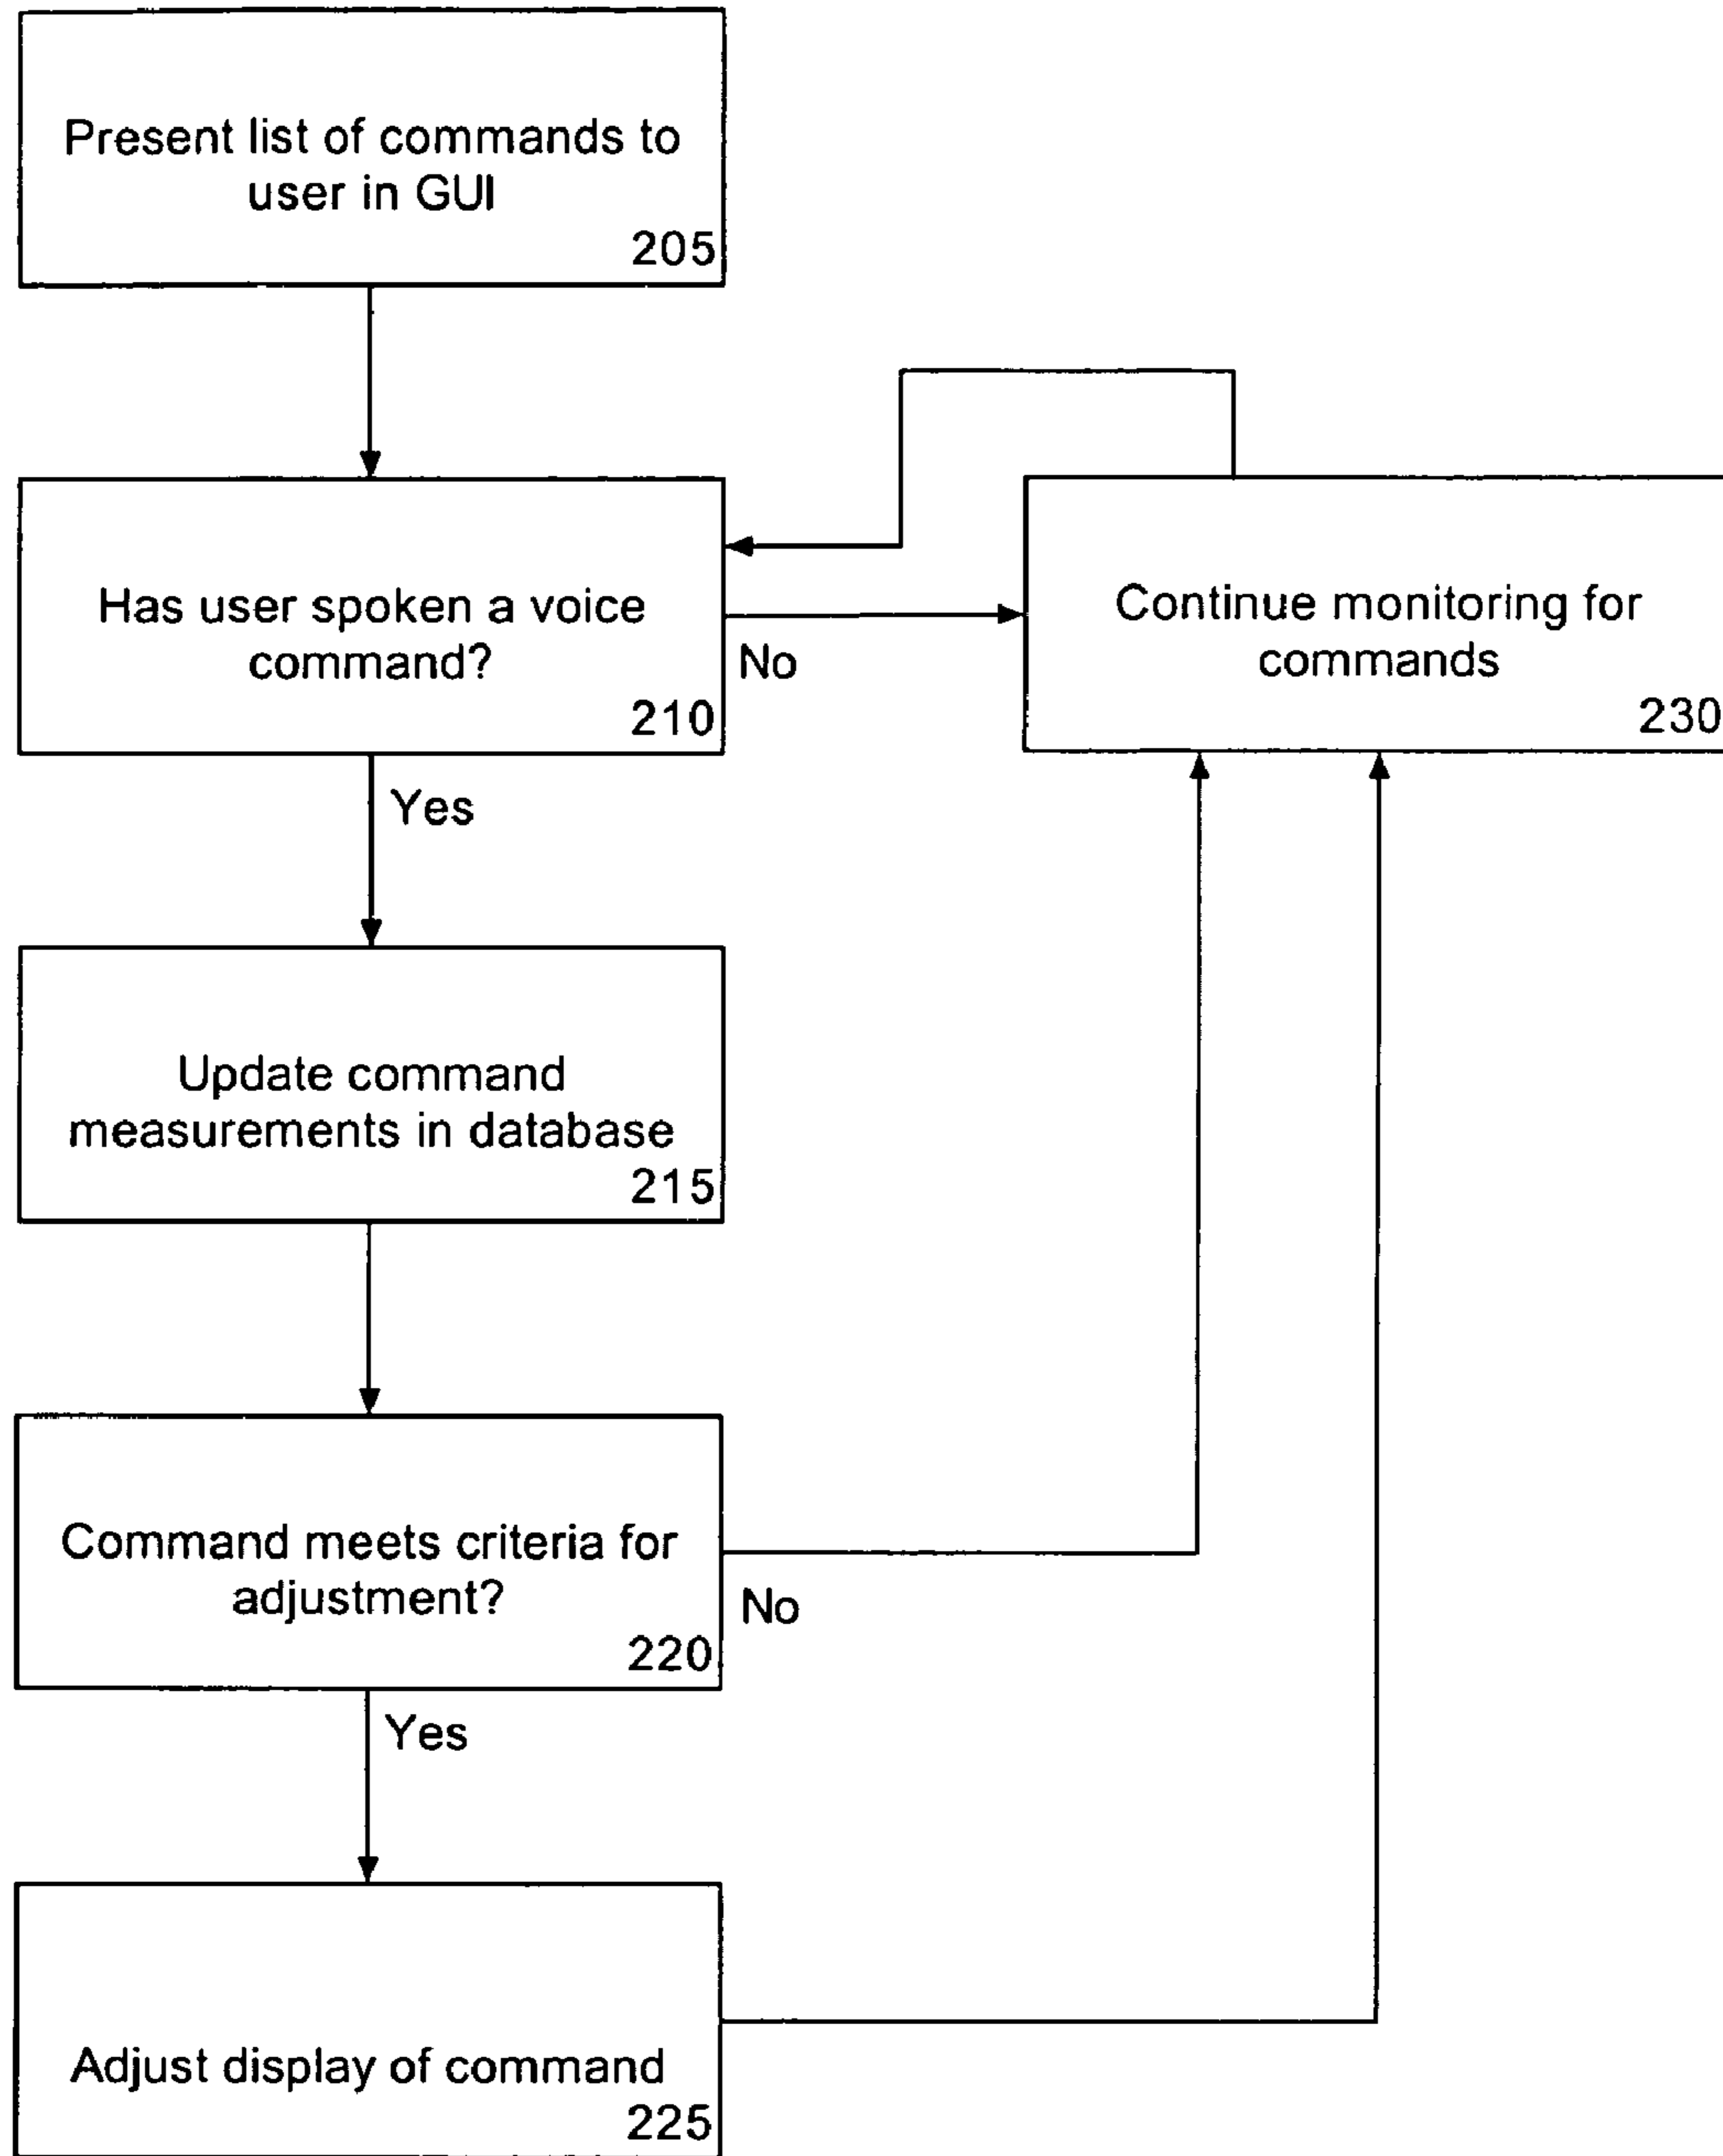 Present list of commands to
user in GUI
205
Has user spoken a voice
command?
210
No
Continue monitoring for
commands
230
Yes
Update command
measurements in database
215
Command meets criteria for
adjustment?
220
No
Yes
Adjust display of command
225